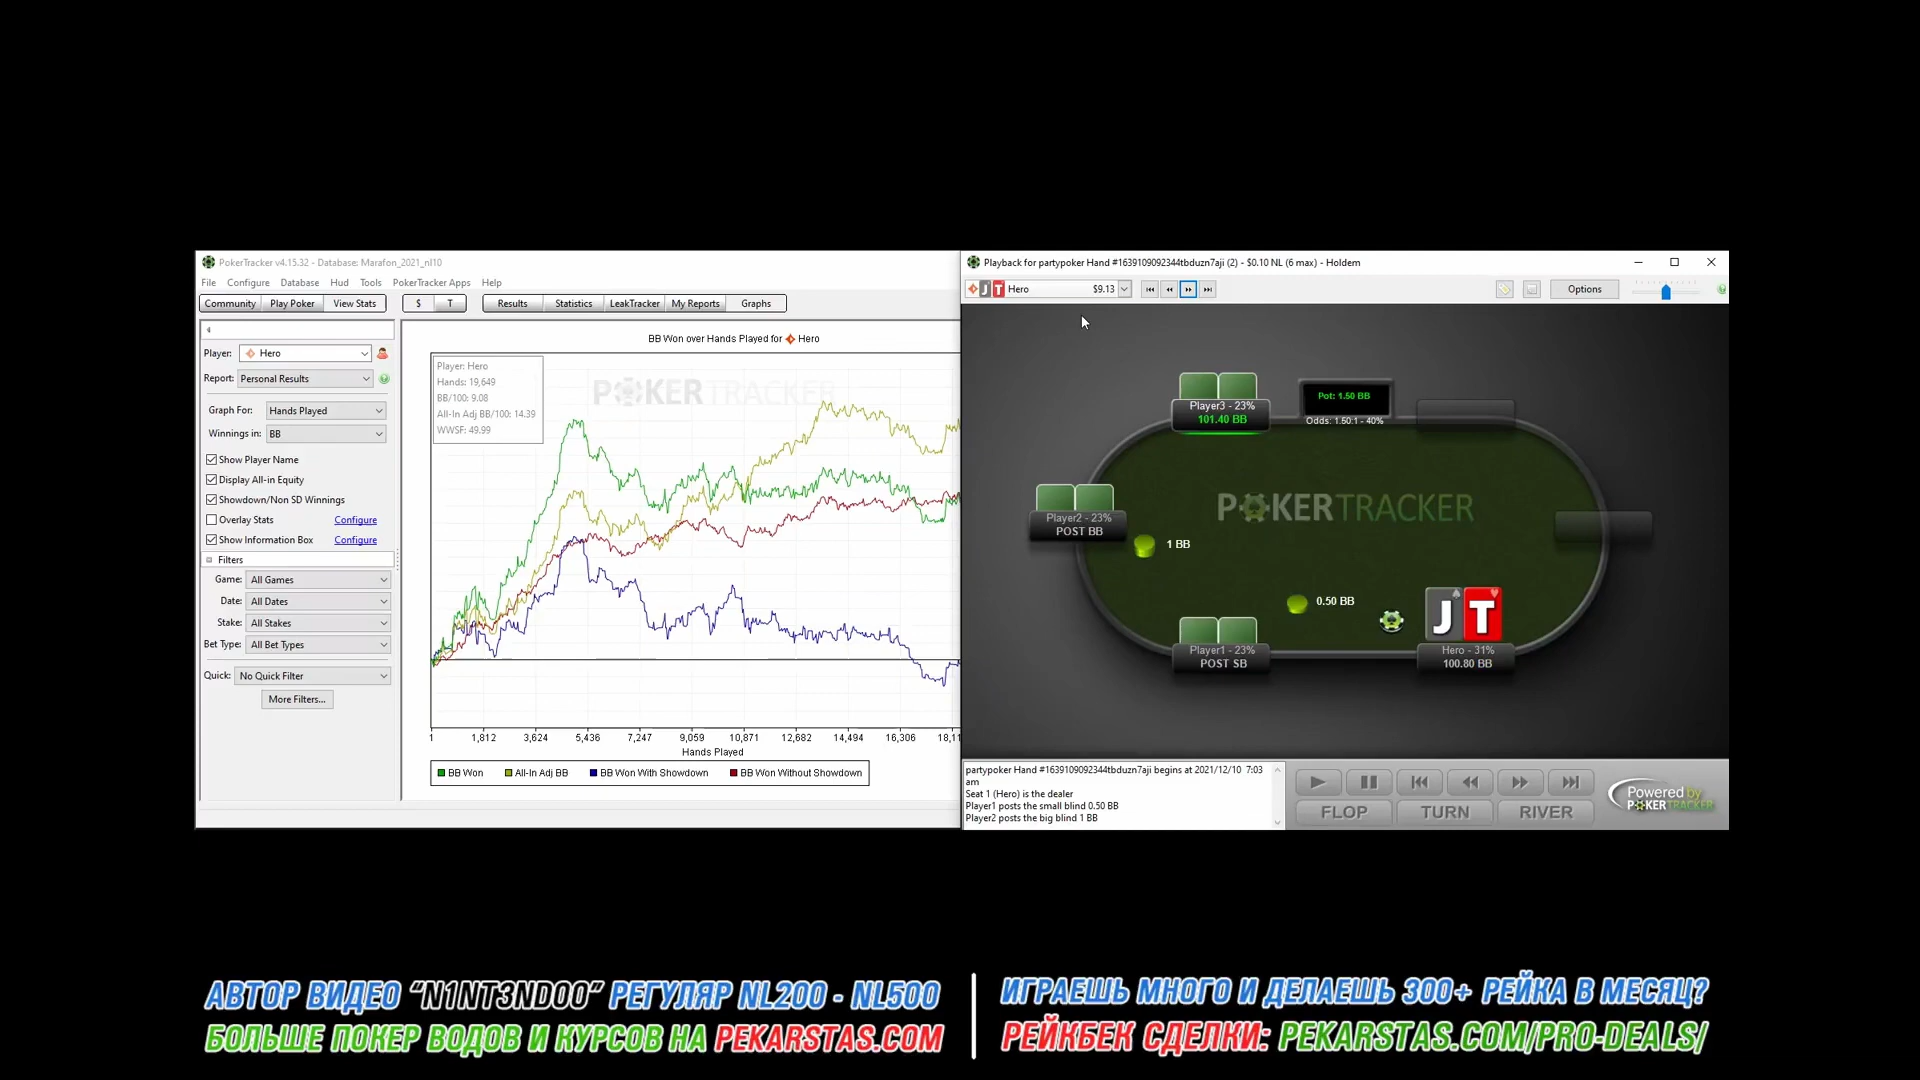 PokerTracker v4.15.32 - Database: Marafon_2021_nl10
File Configure Database Hud Tools PokerTracker Apps Help
Community Play Poker View Stats $ T Results Statistics LeakTracker My Reports Graphs
Player: Hero
Report: Personal Results
Graph For: Hands Played
Winnings in: BB
Show Player Name
Display All-in Equity
Showdown/Non SD Winnings
Overlay Stats Configure
Show Information Box Configure
Filters
Game: All Games
Date: All Dates
Stake: All Stakes
Bet Type: All Bet Types
Quick: No Quick Filter
More Filters...
BB Won over Hands Played for Hero
Player: Hero
Hands: 19,649
BB/100: 9.08
All-In Adj BB/100: 14.39
WWSF: 49.99
POKERTRACKER
1 1,812 3,624 5,436 7,247 9,059 10,871 12,682 14,494 16,306 18,11
Hands Played
BB Won All-In Adj BB BB Won With Showdown BB Won Without Showdown
Playback for partypoker Hand #1639109092344tbduzn7aji (2) - $0.10 NL (6 max) - Holdem
J T Hero $9.13
Options
Player3 - 23%
101.40 BB
Pot: 1.50 BB
Odds: 1.50:1 - 40%
Player2 - 23%
POST BB
POKERTRACKER
1 BB
0.50 BB
J T
Player1 - 23%
POST SB
Hero - 31%
100.80 BB
partypoker Hand #1639109092344tbduzn7aji begins at 2021/12/10 7:03
am
Seat 1 (Hero) is the dealer
Player1 posts the small blind 0.50 BB
Player2 posts the big blind 1 BB
FLOP TURN RIVER
Powered by
POKERTRACKER
АВТОР ВИДЕО “N1NT3NDOO” РЕГУЛЯР NL200 - NL500
БОЛЬШЕ ПОКЕР ВОДОВ И КУРСОВ НА PEKARSTAS.COM
ИГРАЕШЬ МНОГО И ДЕЛАЕШЬ 300+ РЕЙКА В МЕСЯЦ?
РЕЙКБЕК СДЕЛКИ: PEKARSTAS.COM/PRO-DEALS/